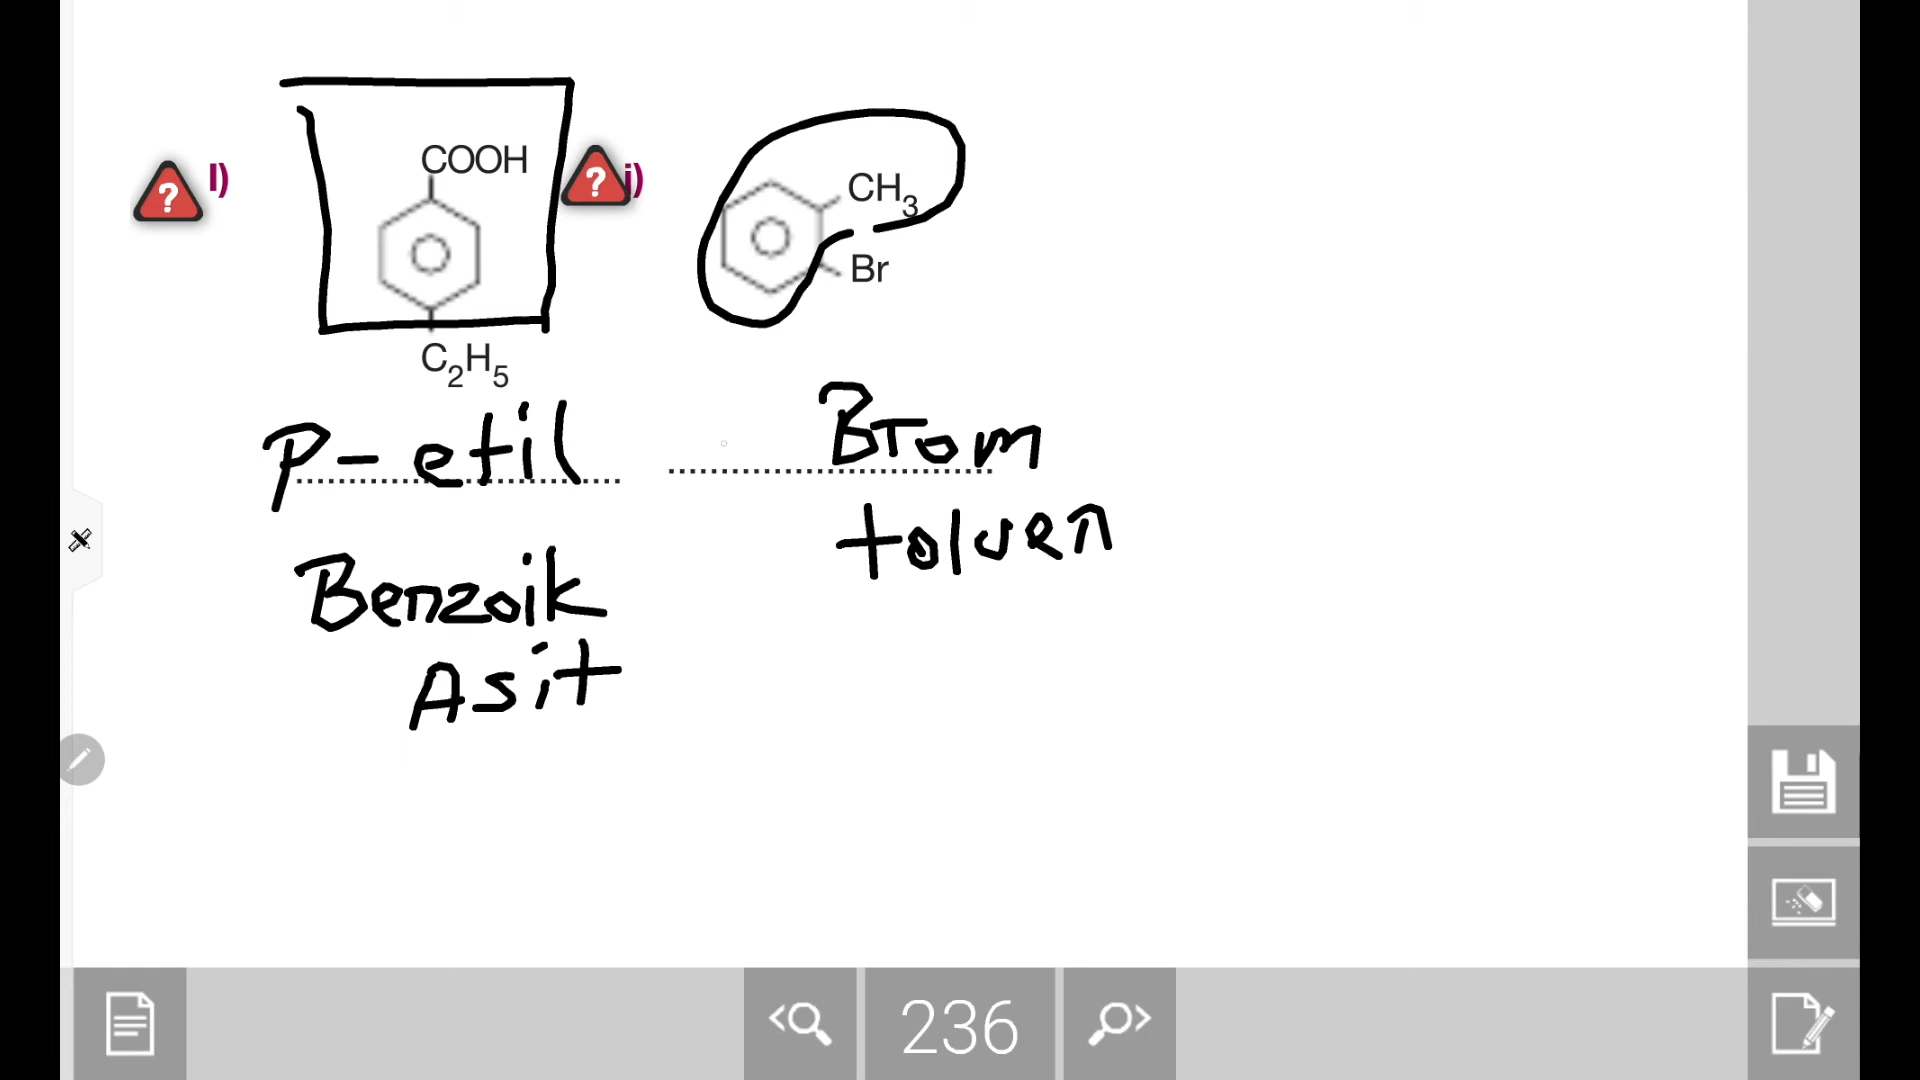 I)
COOH
C2H5
P- etil
Benzoik
Asit
i)
CH3
Br
Brom
toluen
236